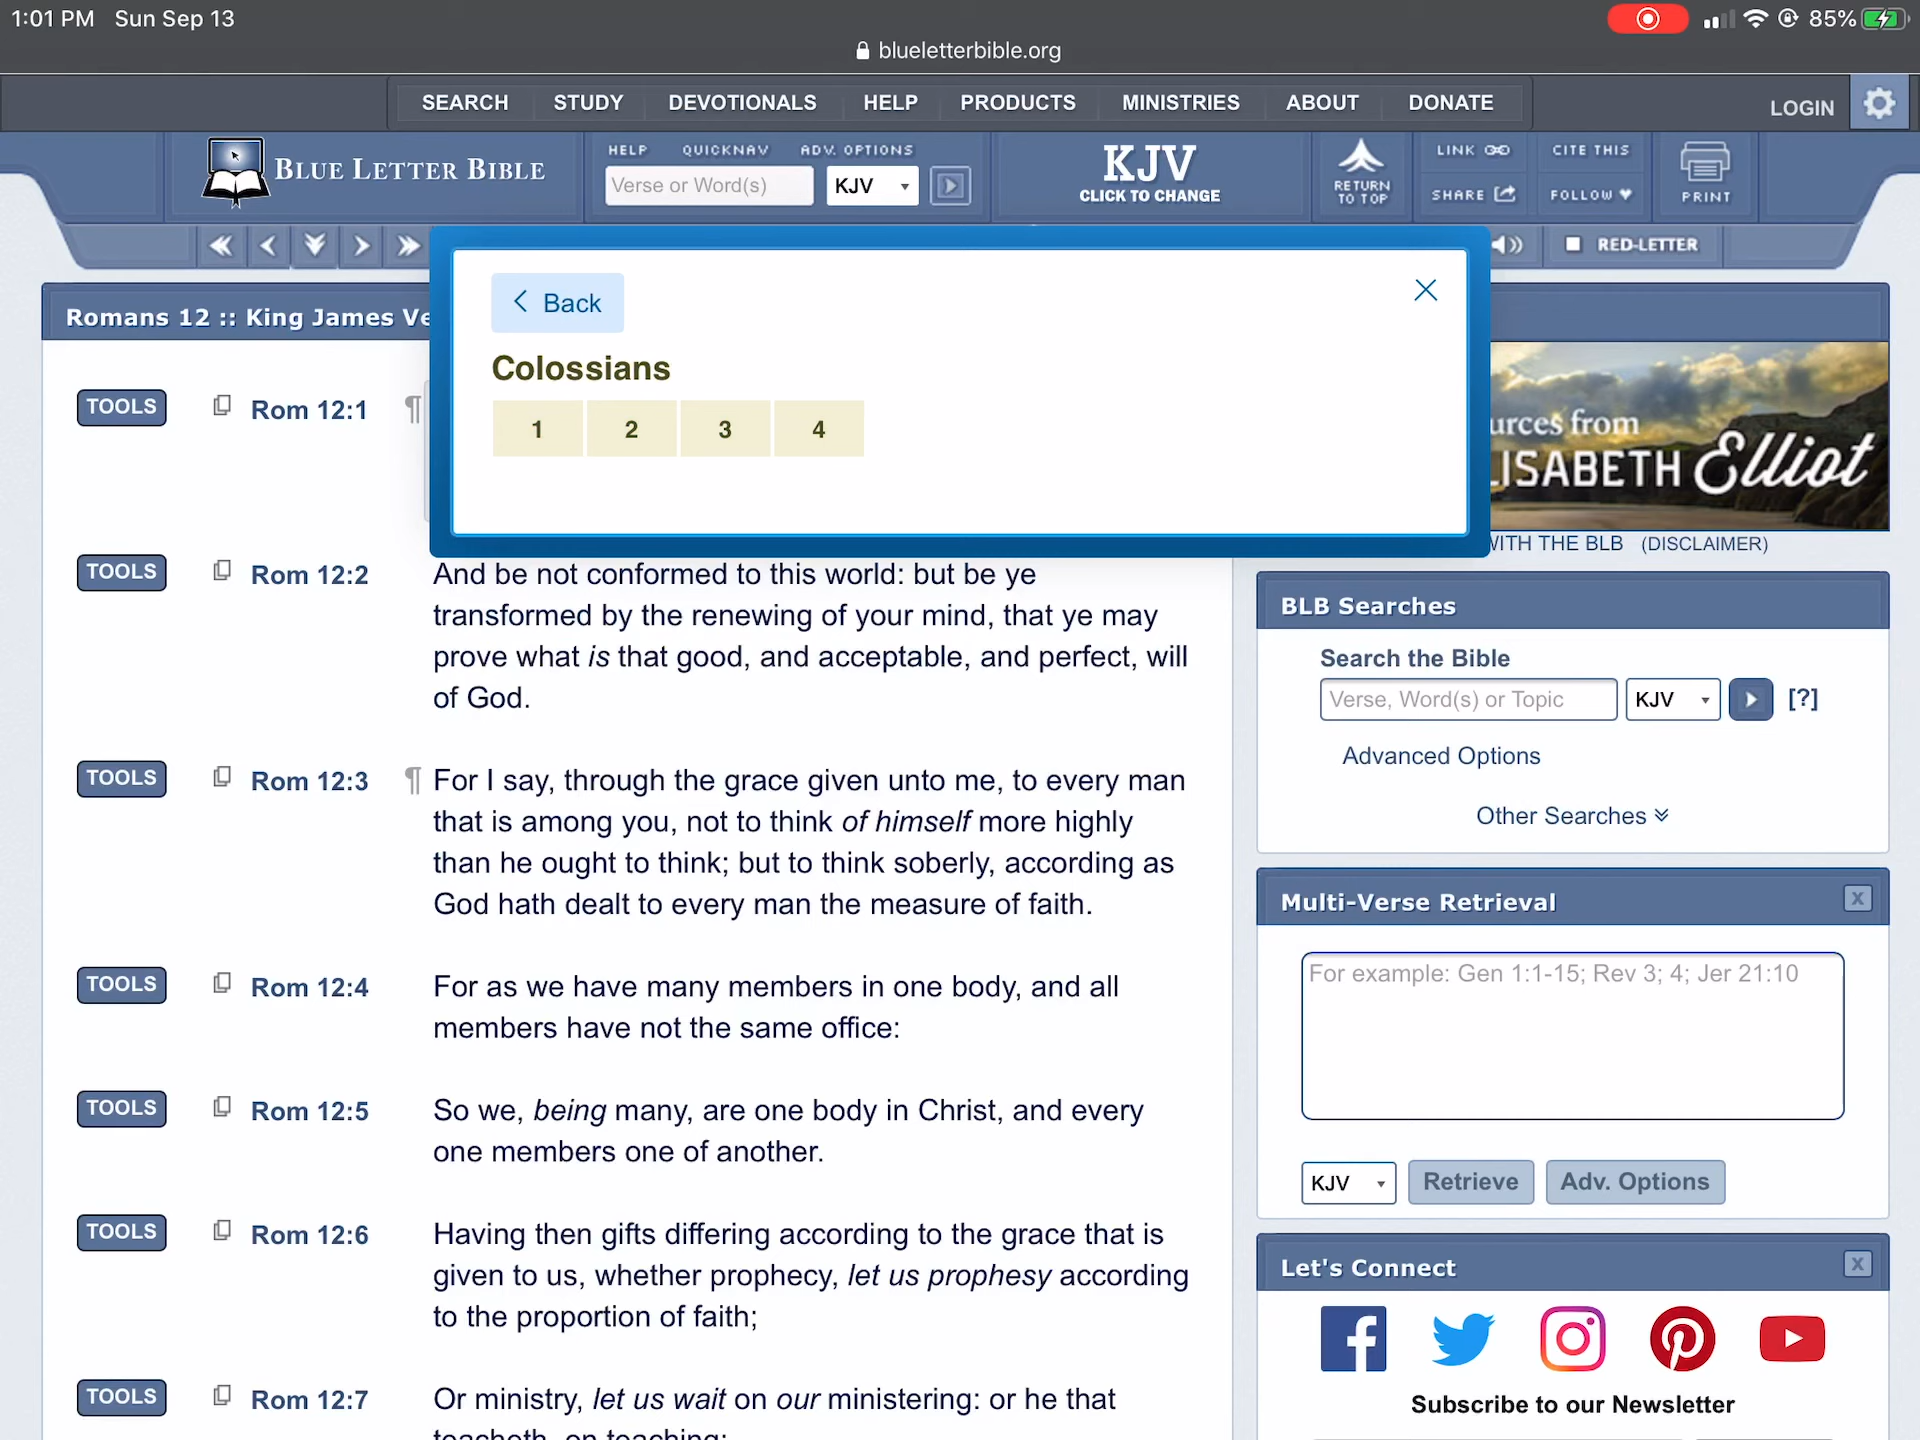 1:01 PM Sun Sep 13
85%
blueletterbible.org
SEARCH STUDY DEVOTIONALS HELP PRODUCTS MINISTRIES ABOUT DONATE
LOGIN
BLUE LETTER BIBLE
HELP QUICKNAV ADV. OPTIONS
Verse or Word(s) KJV
KJV
CLICK TO CHANGE
RETURN
TO TOP
LINK
SHARE
CITE THIS
FOLLOW
PRINT
RED-LETTER
Back
Colossians
1 2 3 4
Romans 12 :: King James Ve
TOOLS Rom 12:1 ¶
TOOLS Rom 12:2 And be not conformed to this world: but be ye
transformed by the renewing of your mind, that ye may
prove what is that good, and acceptable, and perfect, will
of God.
TOOLS Rom 12:3 ¶ For I say, through the grace given unto me, to every man
that is among you, not to think of himself more highly
than he ought to think; but to think soberly, according as
God hath dealt to every man the measure of faith.
TOOLS Rom 12:4 For as we have many members in one body, and all
members have not the same office:
TOOLS Rom 12:5 So we, being many, are one body in Christ, and every
one members one of another.
TOOLS Rom 12:6 Having then gifts differing according to the grace that is
given to us, whether prophecy, let us prophesy according
to the proportion of faith;
TOOLS Rom 12:7 Or ministry, let us wait on our ministering: or he that
teacheth, on teaching;
urces from
LISABETH Elliot
WITH THE BLB (DISCLAIMER)
BLB Searches
Search the Bible
Verse, Word(s) or Topic KJV [?]
Advanced Options
Other Searches
Multi-Verse Retrieval X
For example: Gen 1:1-15; Rev 3; 4; Jer 21:10
KJV Retrieve Adv. Options
Let's Connect X
Subscribe to our Newsletter